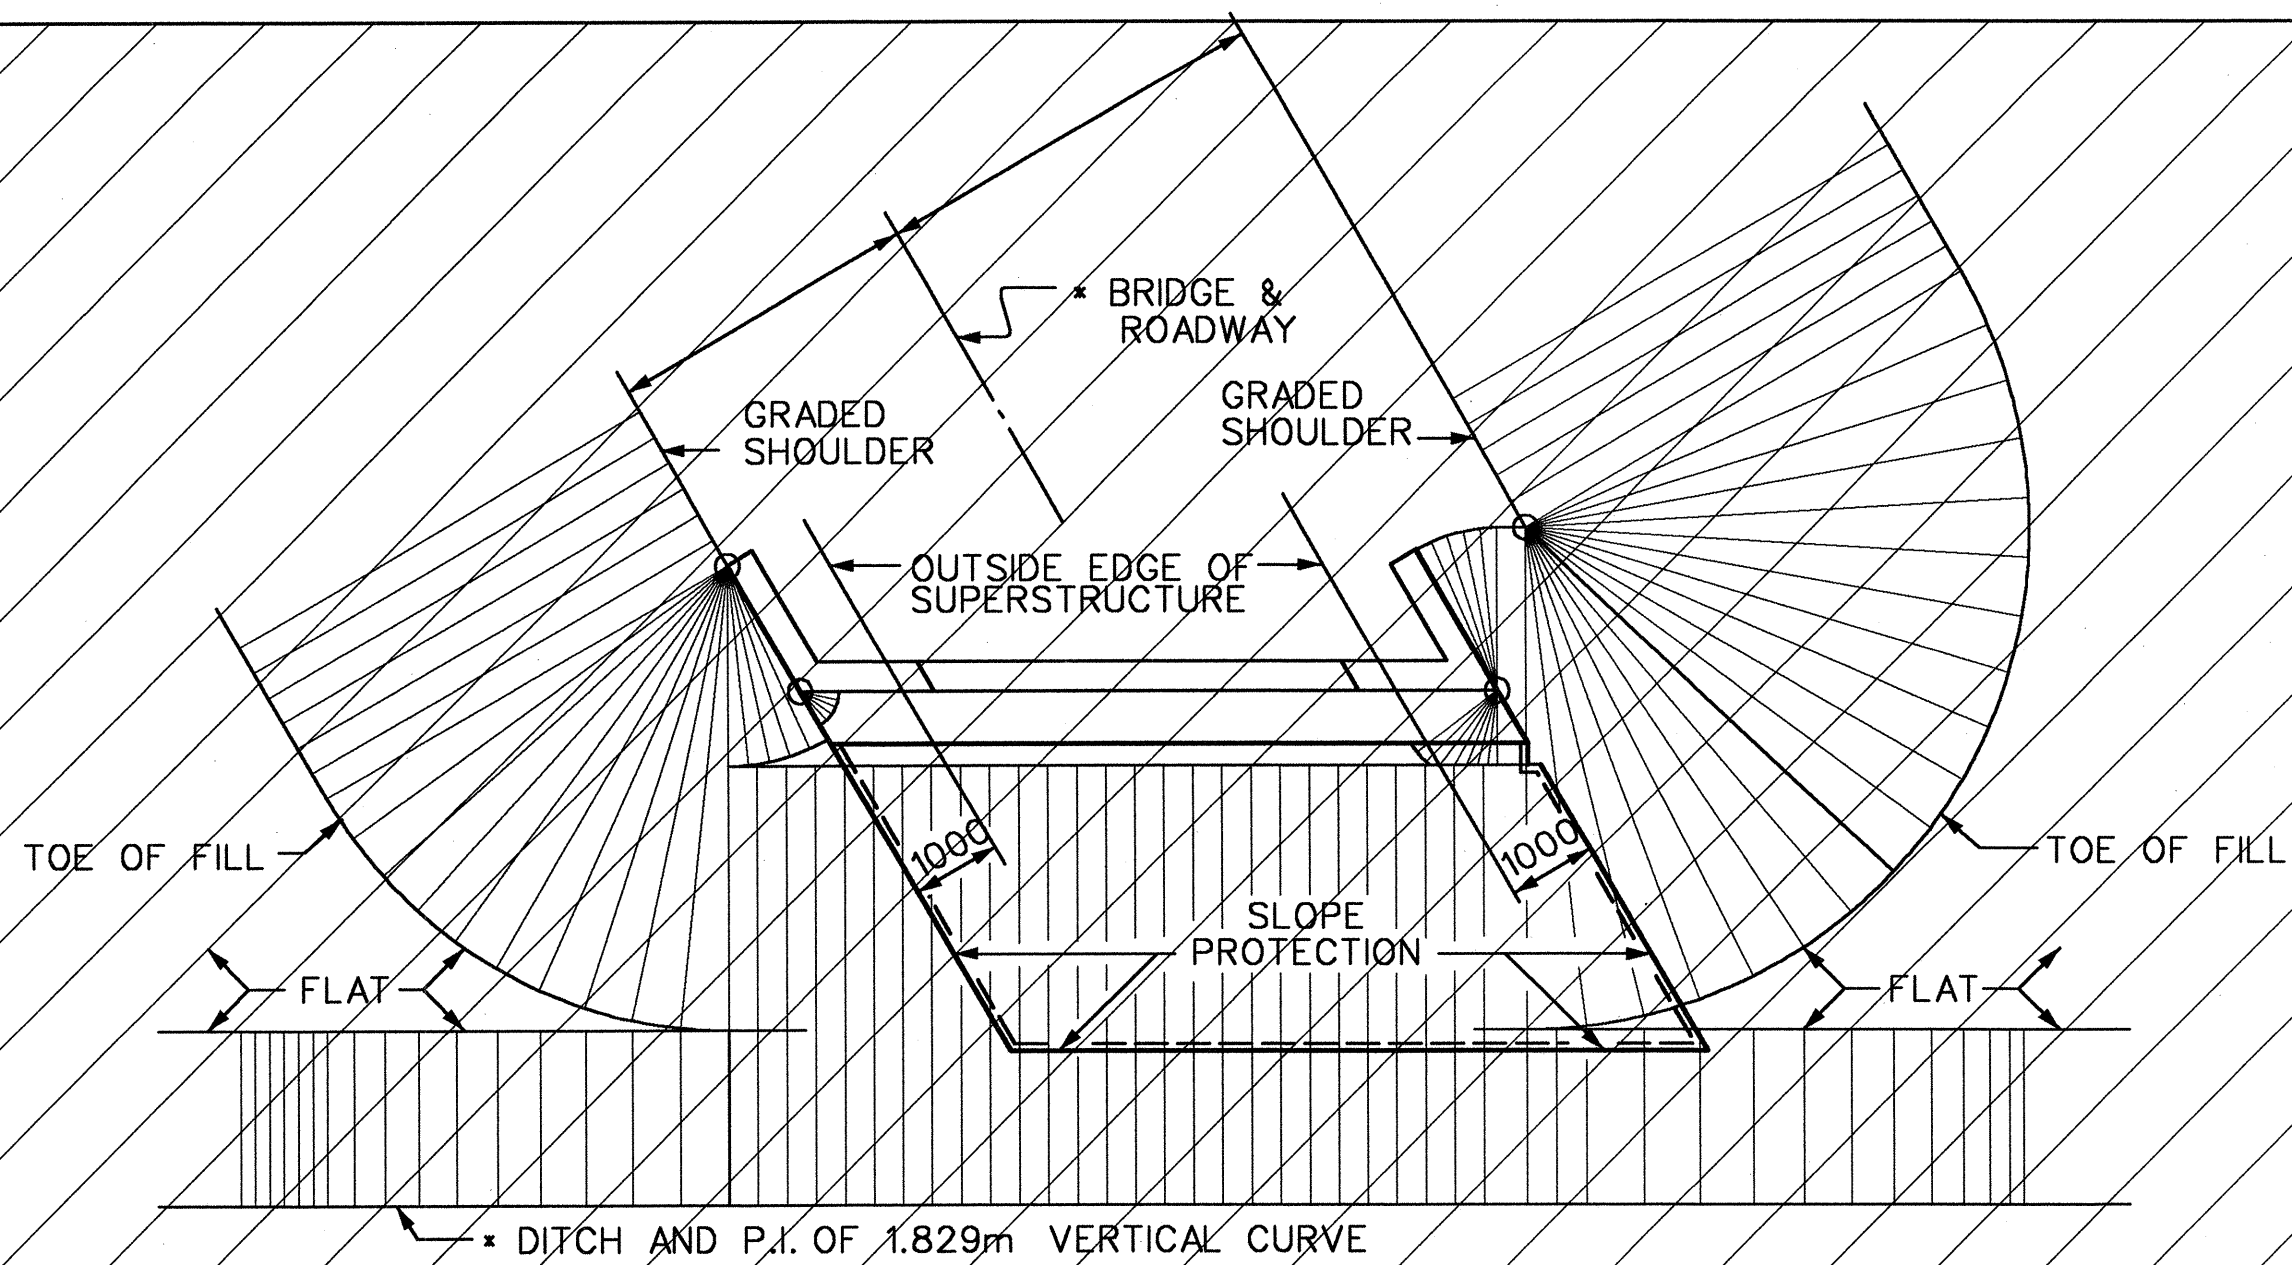 * BRIDGE &
ROADWAY
GRADED
SHOULDER
GRADED
SHOULDER
OUTSIDE EDGE OF
SUPERSTRUCTURE
1000
1000
TOE OF FILL
TOE OF FILL
SLOPE
PROTECTION
FLAT
FLAT
* DITCH AND P.I. OF 1.829m VERTICAL CURVE